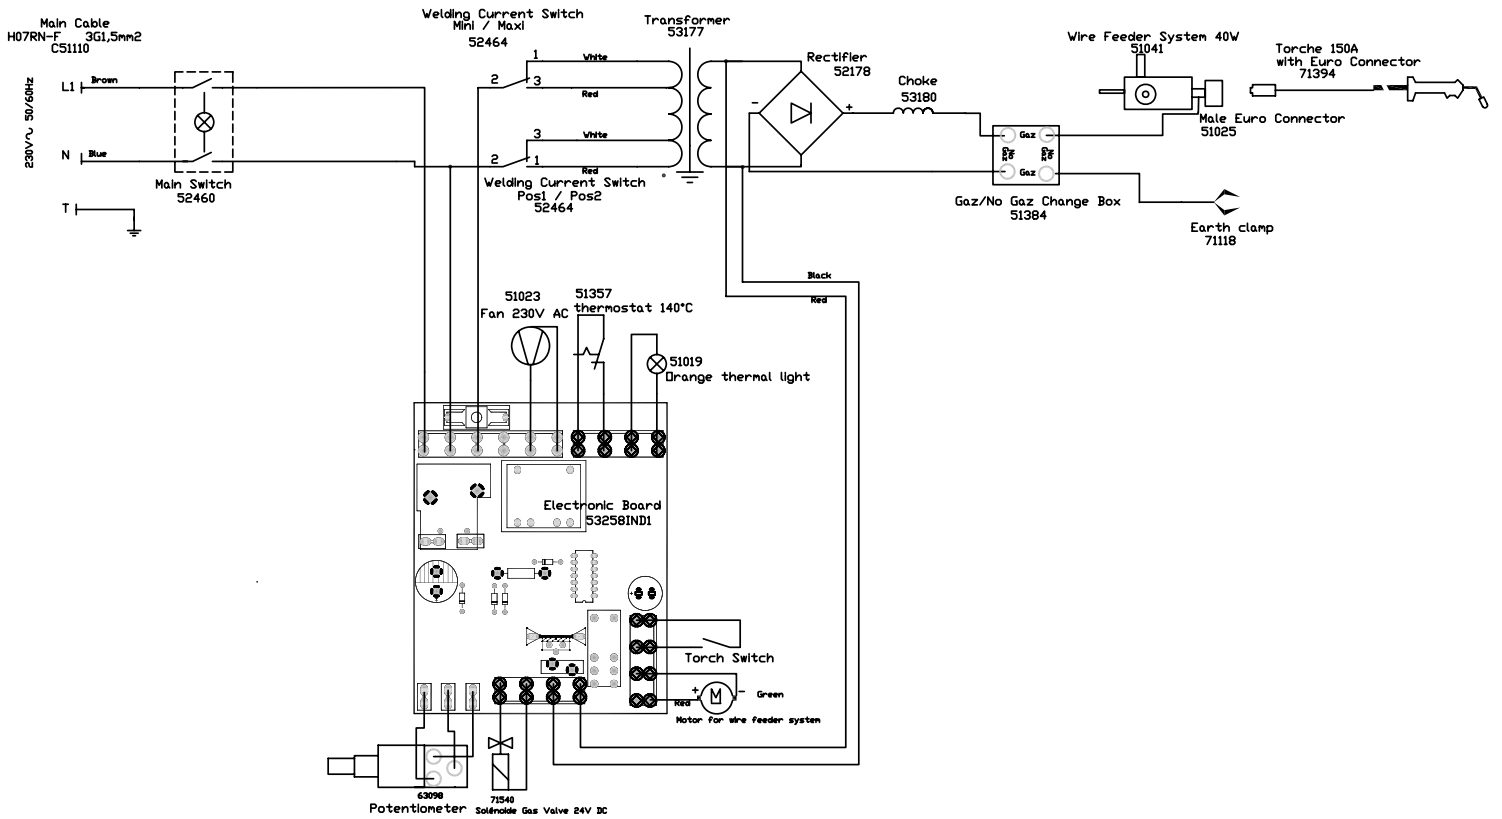 Main Cable
H07RN-F 3G1,5mm2
C51110
230V 50/60Hz
L1
Brown
N
Blue
T
Main Switch
52460
Welding Current Switch
Mini / Maxi
52464
1
2
3
White
Red
3
2
1
White
Red
Welding Current Switch
Pos1 / Pos2
52464
Transformer
53177
Rectifier
52178
-
+
Choke
53180
Gaz
No Gaz
No Gaz
Gaz
Gaz/No Gaz Change Box
51384
Wire Feeder System 40W
51041
Male Euro Connector
51025
Torche 150A
with Euro Connector
71394
Earth clamp
71118
Black
Red
51023
Fan 230V AC
51357
thermostat 140°C
51019
Orange thermal light
Electronic Board
53258IND1
+
Torch Switch
+
M
-
Green
Red
Motor for wire feeder system
63098
Potentiometer
71540
Solénoide Gas Valve 24V DC